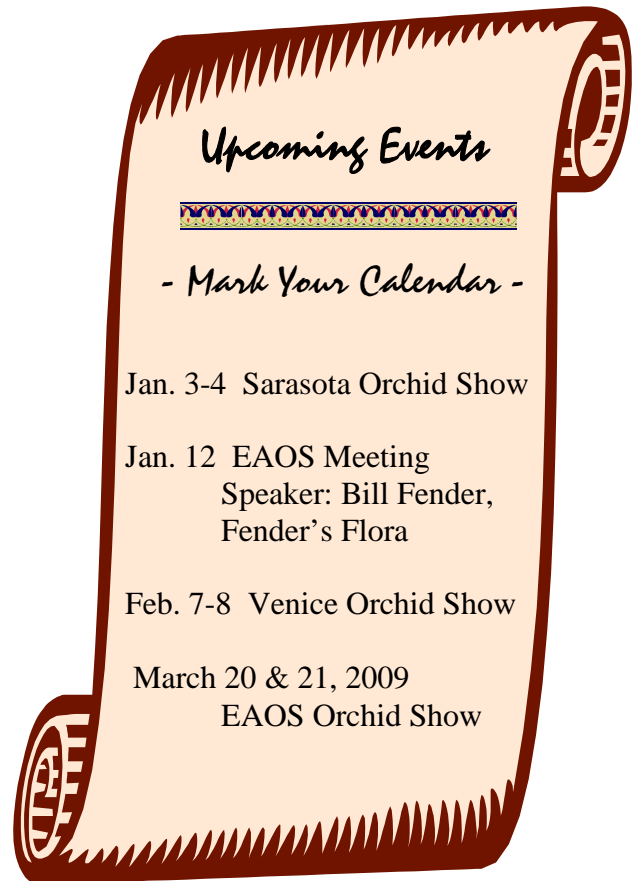 Upcoming Events
- Mark Your Calendar -
Jan. 3-4  Sarasota Orchid Show
Jan. 12  EAOS Meeting
Speaker: Bill Fender,
Fender’s Flora
Feb. 7-8  Venice Orchid Show
March 20 & 21, 2009
EAOS Orchid Show